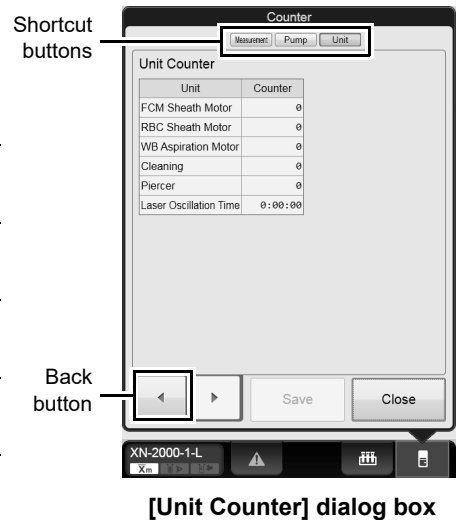 Counter
Shortcut buttons
Measurement Pump Unit
Unit Counter
Unit Counter
FCM Sheath Motor 0
RBC Sheath Motor 0
WB Aspiration Motor 0
Cleaning 0
Piercer 0
Laser Oscillation Time 0:00:00
Back button
Save Close
XN-2000-1-L
Xm
[Unit Counter] dialog box